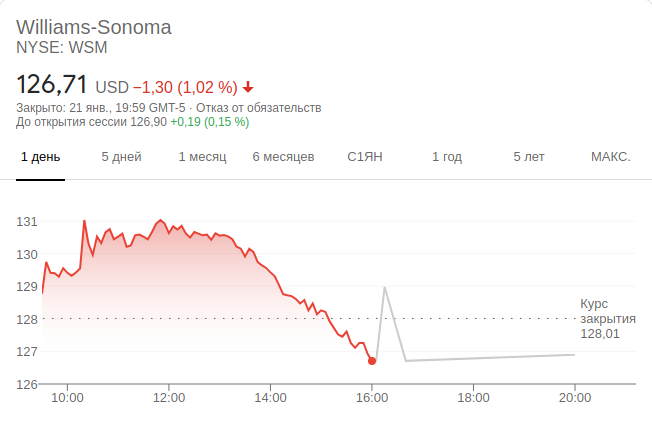 Williams-Sonoma
NYSE: WSM
126,71 USD −1,30 (1,02 %)
Закрыто: 21 янв., 19:59 GMT-5 · Отказ от обязательств
До открытия сессии 126,90 +0,19 (0,15 %)
1 день 5 дней 1 месяц 6 месяцев С1ЯН 1 год 5 лет МАКС.
131
130
129
Курс
128 закрытия
128,01
127
126
10:00 12:00 14:00 16:00 18:00 20:00